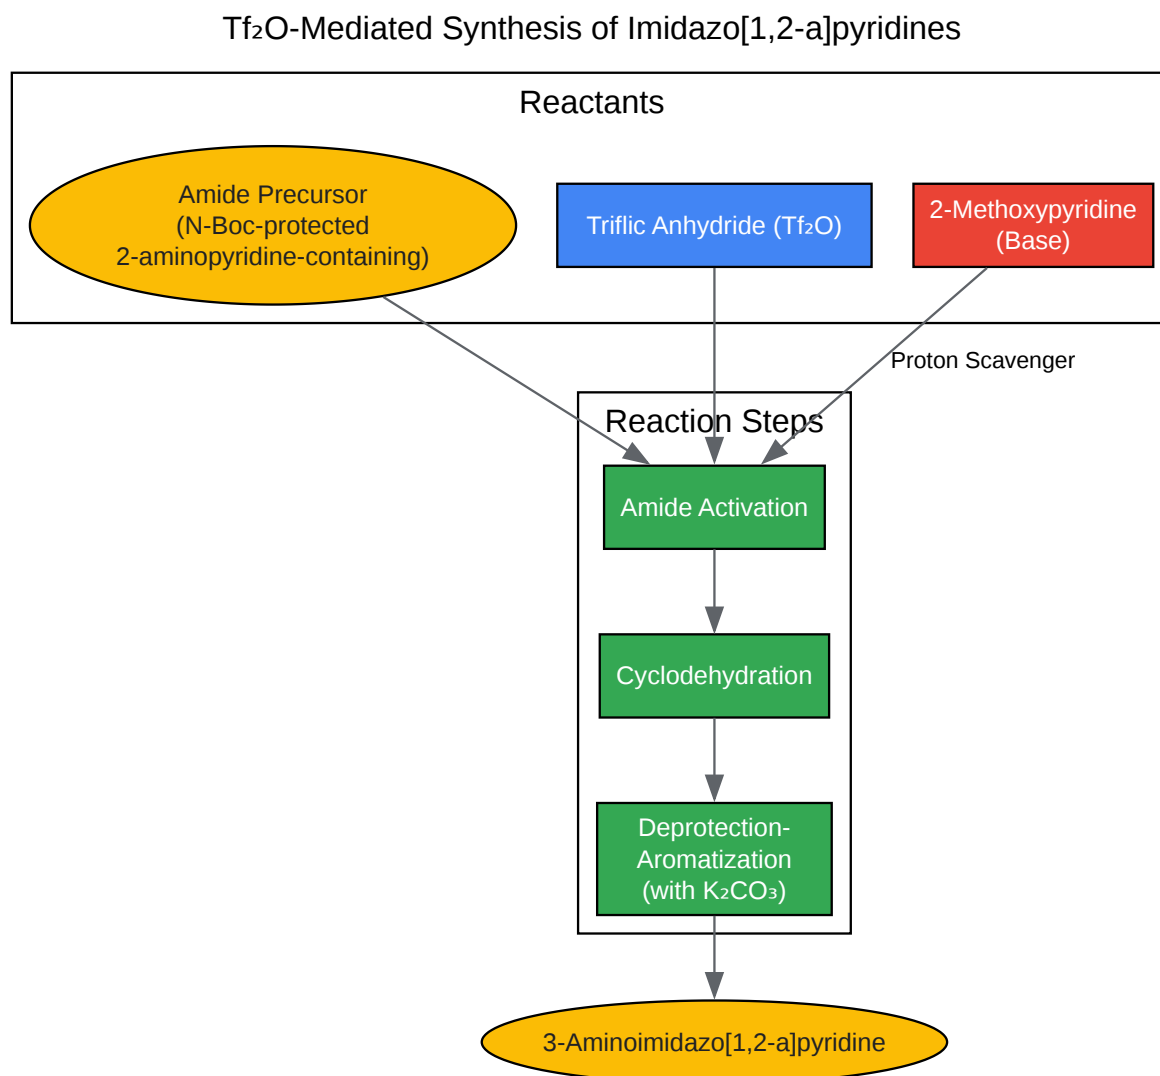 Tf₂O-Mediated Synthesis of Imidazo[1,2-a]pyridines
Reactants
Amide Precursor
(N-Boc-protected
2-aminopyridine-containing)
Triflic Anhydride (Tf₂O)
2-Methoxypyridine
(Base)
Proton Scavenger
Reaction Steps
Amide Activation
Cyclodehydration
Deprotection-
Aromatization
(with K₂CO₃)
3-Aminoimidazo[1,2-a]pyridine